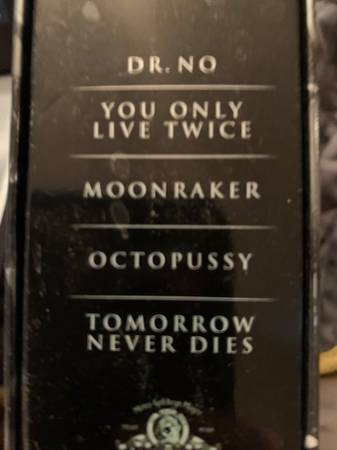 DR. NO
YOU ONLY
LIVE TWICE
MOONRAKER
OCTOPUSSY
TOMORROW
NEVER DIES